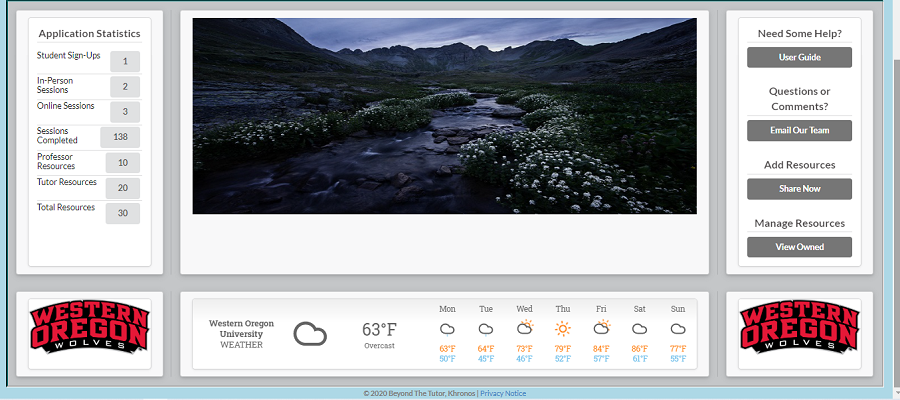 Application Statistics
Student Sign-Ups
1
In-Person
Sessions
2
Online Sessions
3
Sessions
Completed
138
Professor
Resources
10
Tutor Resources
20
Total Resources
30
Need Some Help?
User Guide
Questions or
Comments?
Email Our Team
Add Resources
Share Now
Manage Resources
View Owned
WESTERN
OREGON
WOLVES
Western Oregon
University
WEATHER
63°F
Overcast
Mon Tue Wed Thu Fri Sat Sun
63°F 64°F 73°F 79°F 84°F 86°F 77°F
50°F 45°F 46°F 52°F 57°F 61°F 55°F
WESTERN
OREGON
WOLVES
© 2020 Beyond The Tutor, Khronos | Privacy Notice